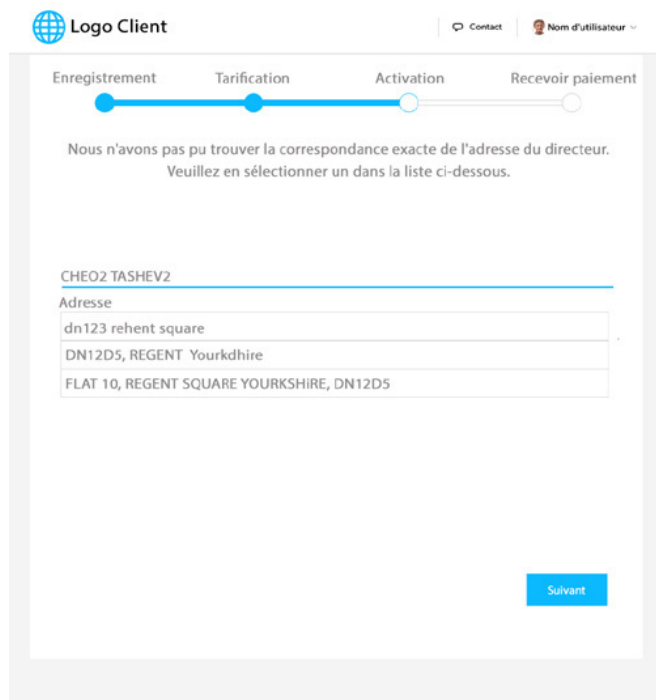 Logo Client
Contact
Nom d'utilisateur
Enregistrement Tarification Activation Recevoir paiement
Nous n'avons pas pu trouver la correspondance exacte de l'adresse du directeur.
Veuillez en sélectionner un dans la liste ci-dessous.
CHEO2 TASHEV2
Adresse
dn123 rehent square
DN12D5, REGENT Yourkdhire
FLAT 10, REGENT SQUARE YOURKSHiRE, DN12D5
Suivant